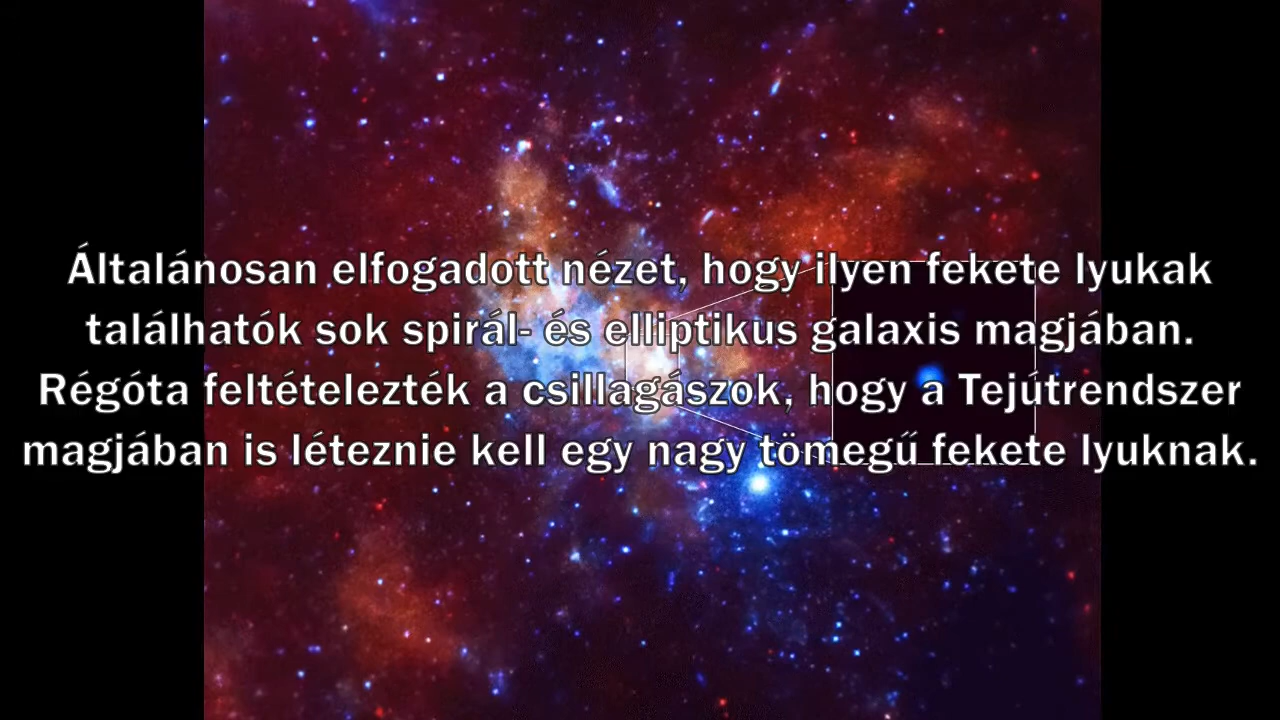 Általánosan elfogadott nézet, hogy ilyen fekete lyukak
találhatók sok spirál- és elliptikus galaxis magjában.
Régóta feltételezték a csillagászok, hogy a Tejútrendszer
magjában is léteznie kell egy nagy tömegű fekete lyuknak.